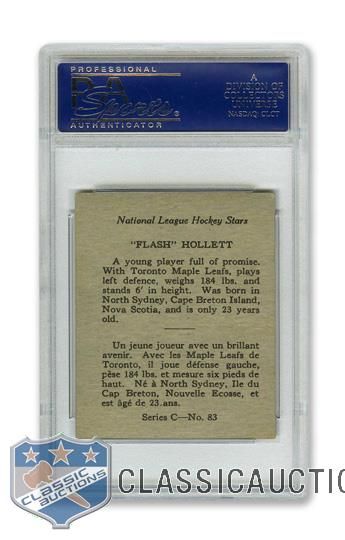 PROFESSIONAL
PSA
Sports
AUTHENTICATOR
A
DIVISION OF
COLLECTORS
UNIVERSE
NASDAQ: CLCT
National League Hockey Stars
"FLASH" HOLLETT
A young player full of promise.
With Toronto Maple Leafs, plays
left defence, weighs 184 lbs. and
stands 6' in height. Was born in
North Sydney, Cape Breton Island,
Nova Scotia, and is only 23 years
old.
Un jeune joueur avec un brillant
avenir. Avec les Maple Leafs de
Toronto, il joue défense gauche,
pèse 184 lbs. et mesure six pieds de
haut. Né à North Sydney, Ile du
Cap Breton, Nouvelle Ecosse, et
est âgé de 23 ans.
Series C—No. 83
CLASSIC
AUCTIONS
CLASSICAUCTIO